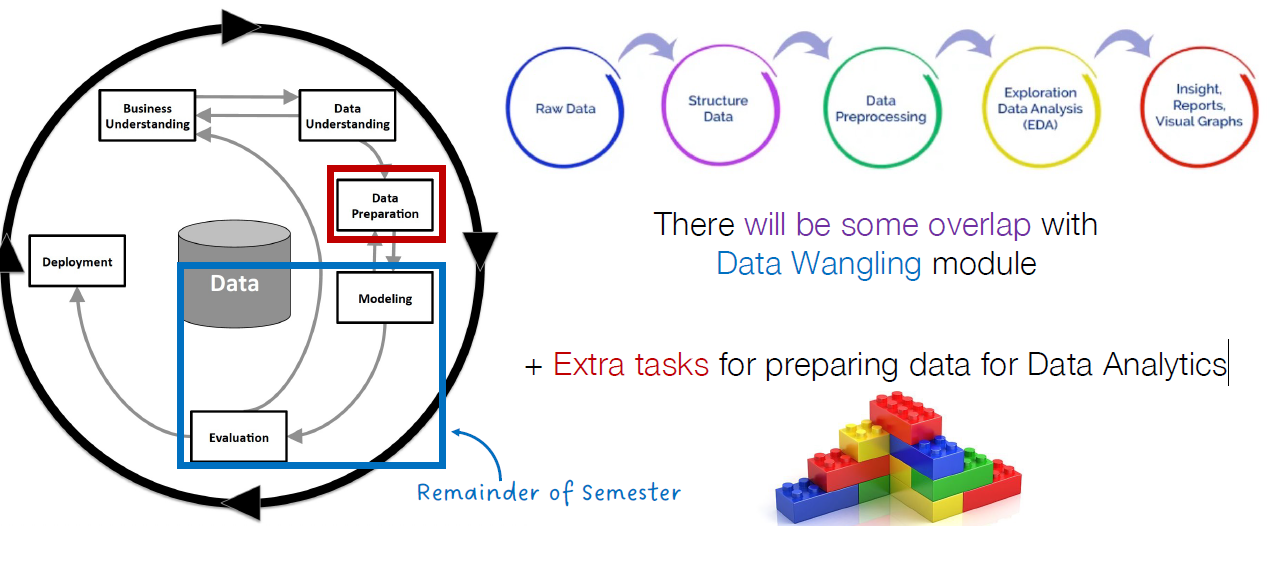 Business
Understanding
Data
Understanding
Data
Preparation
Deployment
Data
Modeling
Evaluation
Remainder of Semester
Raw Data
Structure
Data
Data
Preprocessing
Exploration
Data Analysis
(EDA)
Insight,
Reports,
Visual Graphs
There will be some overlap with
Data Wangling module
+ Extra tasks for preparing data for Data Analytics